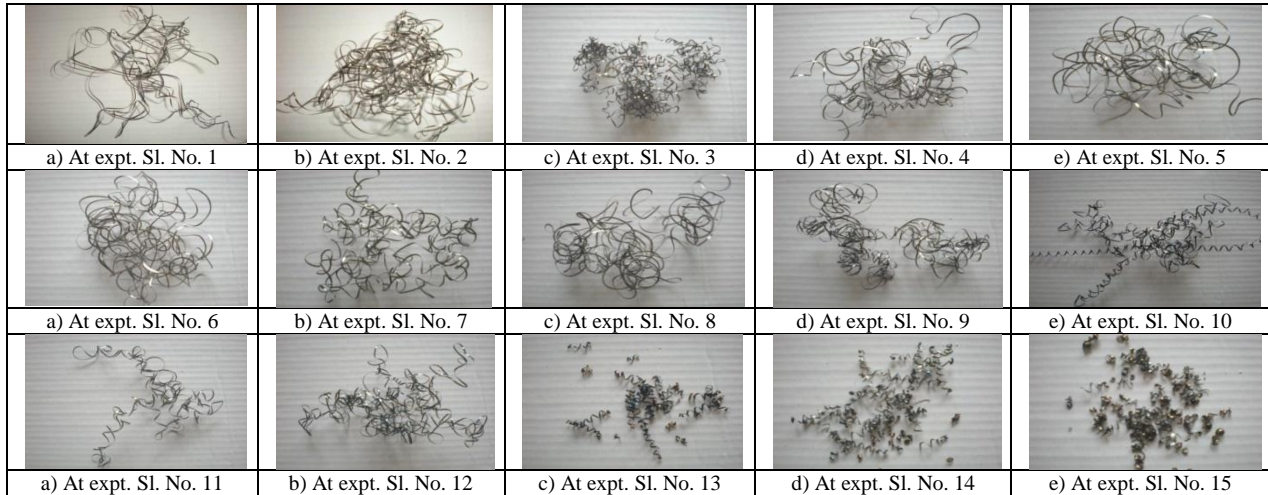 a) At expt. Sl. No. 1
b) At expt. Sl. No. 2
c) At expt. Sl. No. 3
d) At expt. Sl. No. 4
e) At expt. Sl. No. 5
a) At expt. Sl. No. 6
b) At expt. Sl. No. 7
c) At expt. Sl. No. 8
d) At expt. Sl. No. 9
e) At expt. Sl. No. 10
a) At expt. Sl. No. 11
b) At expt. Sl. No. 12
c) At expt. Sl. No. 13
d) At expt. Sl. No. 14
e) At expt. Sl. No. 15